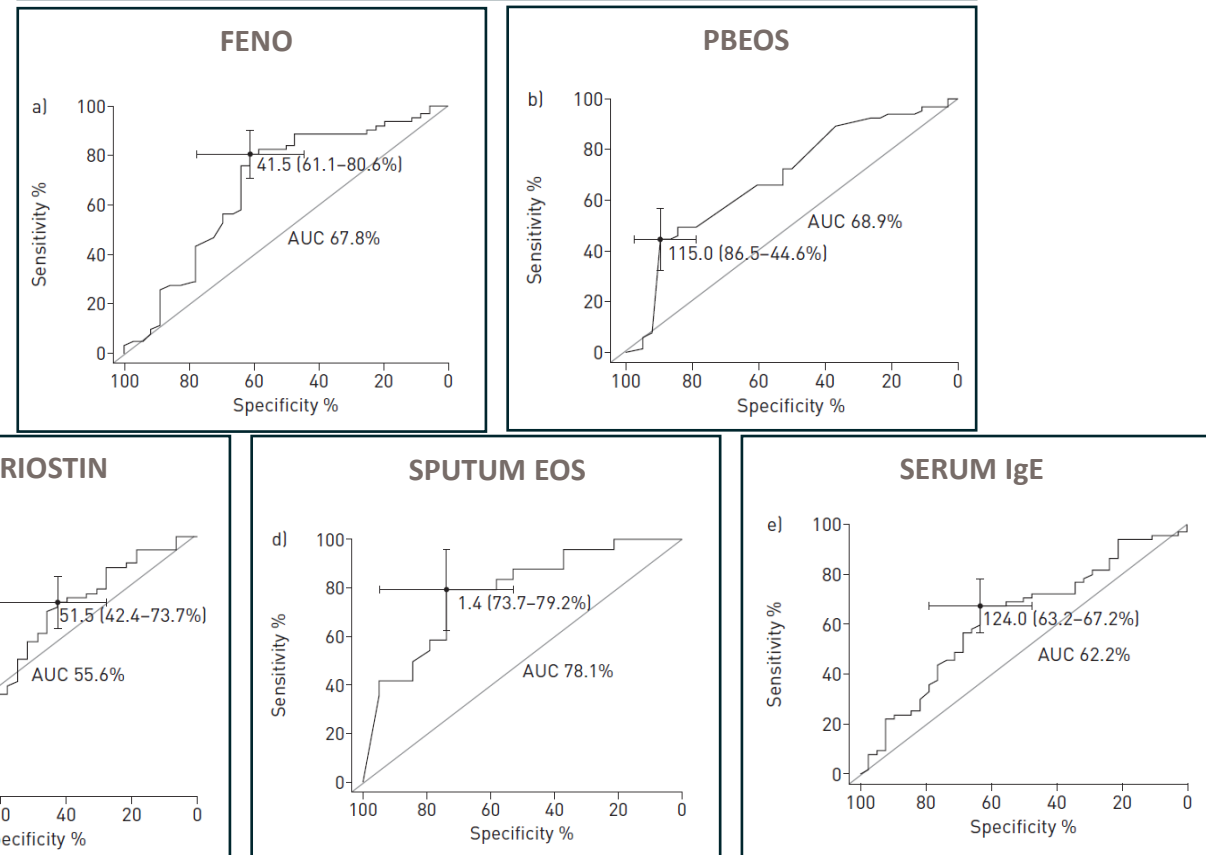 FENO
a)
100
80
60
40
20
0
41.5 (61.1–80.6%)
AUC 67.8%
Sensitivity %
100 80 60 40 20 0
Specificity %
PBEOS
b)
100
80
60
40
20
0
115.0 (86.5–44.6%)
AUC 68.9%
Sensitivity %
100 80 60 40 20 0
Specificity %
RIOSTIN
51.5 (42.4–73.7%)
AUC 55.6%
0 40 20 0
ecificity %
SPUTUM EOS
d)
100
80
60
40
20
0
1.4 (73.7–79.2%)
AUC 78.1%
Sensitivity %
100 80 60 40 20 0
Specificity %
SERUM IgE
e)
100
80
60
40
20
0
124.0 (63.2–67.2%)
AUC 62.2%
Sensitivity %
100 80 60 40 20 0
Specificity %